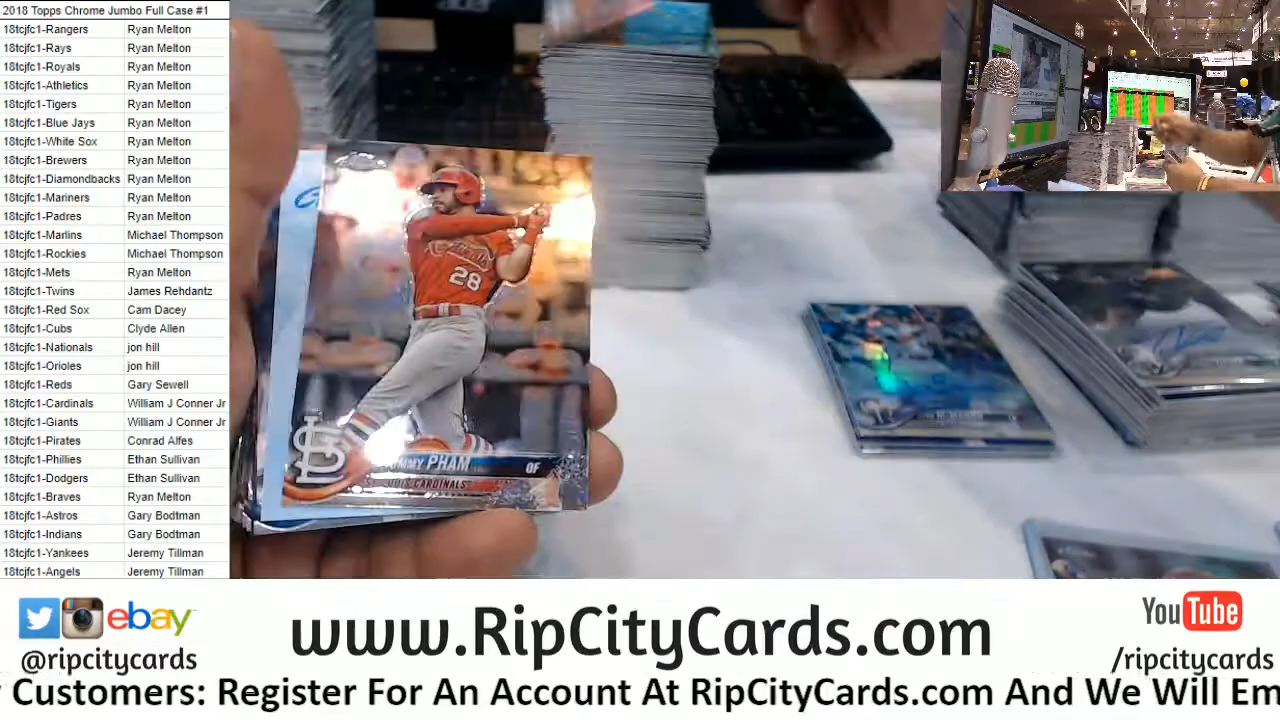 2018 Topps Chrome Jumbo Full Case #1
18tcjfc1-Rangers Ryan Melton
18tcjfc1-Rays Ryan Melton
18tcjfc1-Royals Ryan Melton
18tcjfc1-Athletics Ryan Melton
18tcjfc1-Tigers Ryan Melton
18tcjfc1-Blue Jays Ryan Melton
18tcjfc1-White Sox Ryan Melton
18tcjfc1-Brewers Ryan Melton
18tcjfc1-Diamondbacks Ryan Melton
18tcjfc1-Mariners Ryan Melton
18tcjfc1-Padres Ryan Melton
18tcjfc1-Marlins Michael Thompson
18tcjfc1-Rockies Michael Thompson
18tcjfc1-Mets Ryan Melton
18tcjfc1-Twins James Rehdantz
18tcjfc1-Red Sox Cam Dacey
18tcjfc1-Cubs Clyde Allen
18tcjfc1-Nationals jon hill
18tcjfc1-Orioles jon hill
18tcjfc1-Reds Gary Sewell
18tcjfc1-Cardinals William J Conner Jr
18tcjfc1-Giants William J Conner Jr
18tcjfc1-Pirates Conrad Alfes
18tcjfc1-Phillies Ethan Sullivan
18tcjfc1-Dodgers Ethan Sullivan
18tcjfc1-Braves Ryan Melton
18tcjfc1-Astros Gary Bodtman
18tcjfc1-Indians Gary Bodtman
18tcjfc1-Yankees Jeremy Tillman
18tcjfc1-Angels Jeremy Tillman
Cardinals
28
StL
PHAM OF
CARDINALS
ebay
@ripcitycards
www.RipCityCards.com
YouTube
/ripcitycards
Customers: Register For An Account At RipCityCards.com And We Will Em